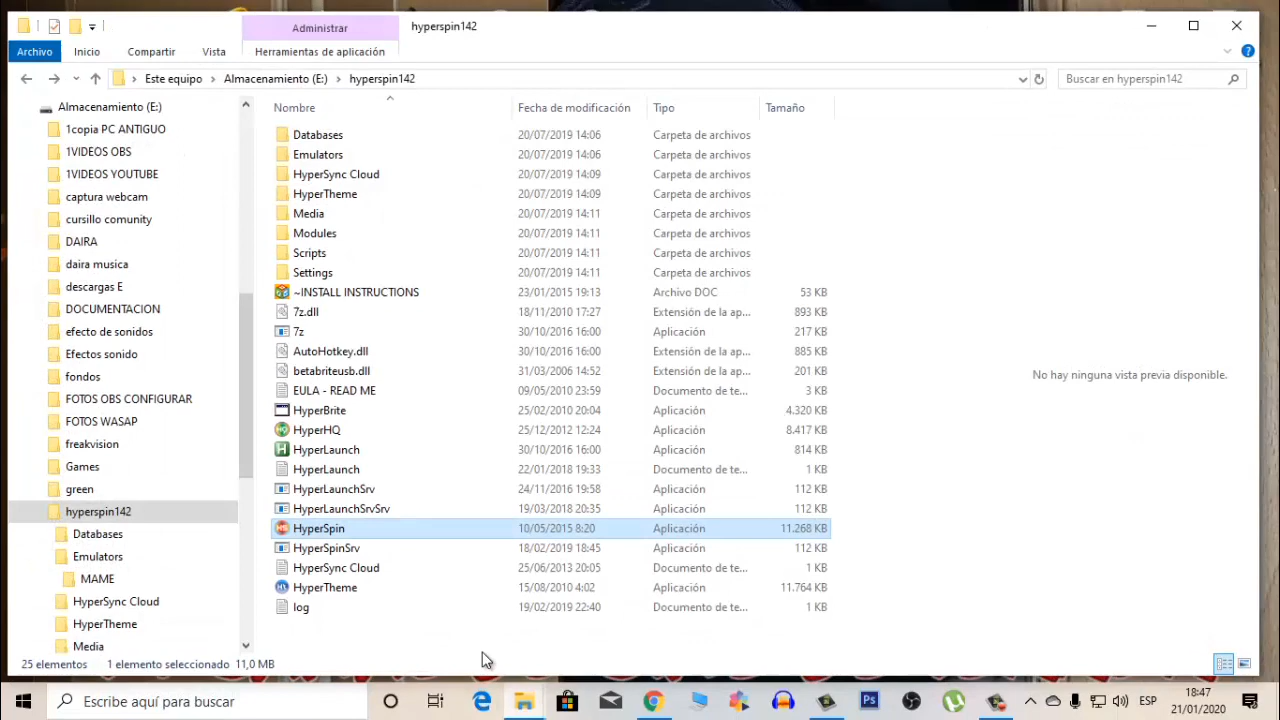 Administrar
hyperspin142
Archivo
Inicio
Compartir
Vista
Herramientas de aplicación
Este equipo
Almacenamiento (E:)
hyperspin142
Buscar en hyperspin142
Almacenamiento (E:)
1copia PC ANTIGUO
1VIDEOS OBS
1VIDEOS YOUTUBE
captura webcam
cursillo comunity
DAIRA
daira musica
descargas E
DOCUMENTACION
efecto de sonidos
Efectos sonido
fondos
FOTOS OBS CONFIGURAR
FOTOS WASAP
freakvision
Games
green
hyperspin142
Databases
Emulators
MAME
HyperSync Cloud
HyperTheme
Media
Nombre Fecha de modificación Tipo Tamaño
Databases 20/07/2019 14:06 Carpeta de archivos
Emulators 20/07/2019 14:06 Carpeta de archivos
HyperSync Cloud 20/07/2019 14:09 Carpeta de archivos
HyperTheme 20/07/2019 14:09 Carpeta de archivos
Media 20/07/2019 14:11 Carpeta de archivos
Modules 20/07/2019 14:11 Carpeta de archivos
Scripts 20/07/2019 14:11 Carpeta de archivos
Settings 20/07/2019 14:11 Carpeta de archivos
~INSTALL INSTRUCTIONS 23/01/2015 19:13 Archivo DOC 53 KB
7z.dll 18/11/2010 17:27 Extensión de la ap... 893 KB
7z 30/10/2016 16:00 Aplicación 217 KB
AutoHotkey.dll 30/10/2016 16:00 Extensión de la ap... 885 KB
betabriteusb.dll 31/03/2006 14:52 Extensión de la ap... 201 KB
EULA - READ ME 09/05/2010 23:59 Documento de te... 3 KB
HyperBrite 25/02/2010 20:04 Aplicación 4.320 KB
HyperHQ 25/12/2012 12:24 Aplicación 8.417 KB
HyperLaunch 30/10/2016 16:00 Aplicación 814 KB
HyperLaunch 22/01/2018 19:33 Documento de te... 1 KB
HyperLaunchSrv 24/11/2016 19:58 Aplicación 112 KB
HyperLaunchSrvSrv 19/03/2018 20:35 Aplicación 112 KB
HyperSpin 10/05/2015 8:20 Aplicación 11.268 KB
HyperSpinSrv 18/02/2019 18:45 Aplicación 112 KB
HyperSync Cloud 25/06/2013 20:05 Documento de te... 1 KB
HyperTheme 15/08/2010 4:02 Aplicación 11.764 KB
log 19/02/2019 22:40 Documento de te... 1 KB
No hay ninguna vista previa disponible.
25 elementos 1 elemento seleccionado 11,0 MB
Escribe aquí para buscar
Ps
ESP
18:47
21/01/2020